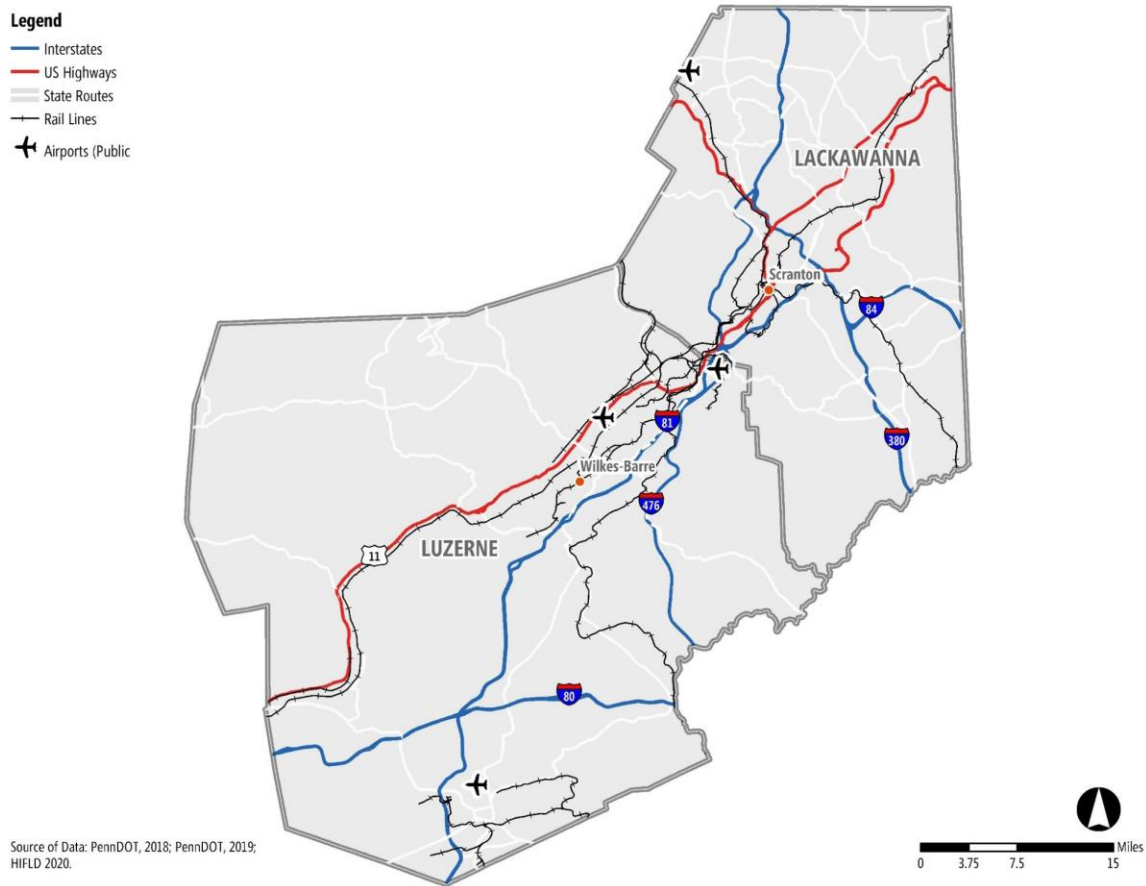 Legend
Interstates
US Highways
State Routes
Rail Lines
Airports (Public
LACKAWANNA
Scranton
84
81
380
Wilkes-Barre
476
LUZERNE
11
80
Source of Data: PennDOT, 2018; PennDOT, 2019;
HIFLD 2020.
Miles
0 3.75 7.5 15